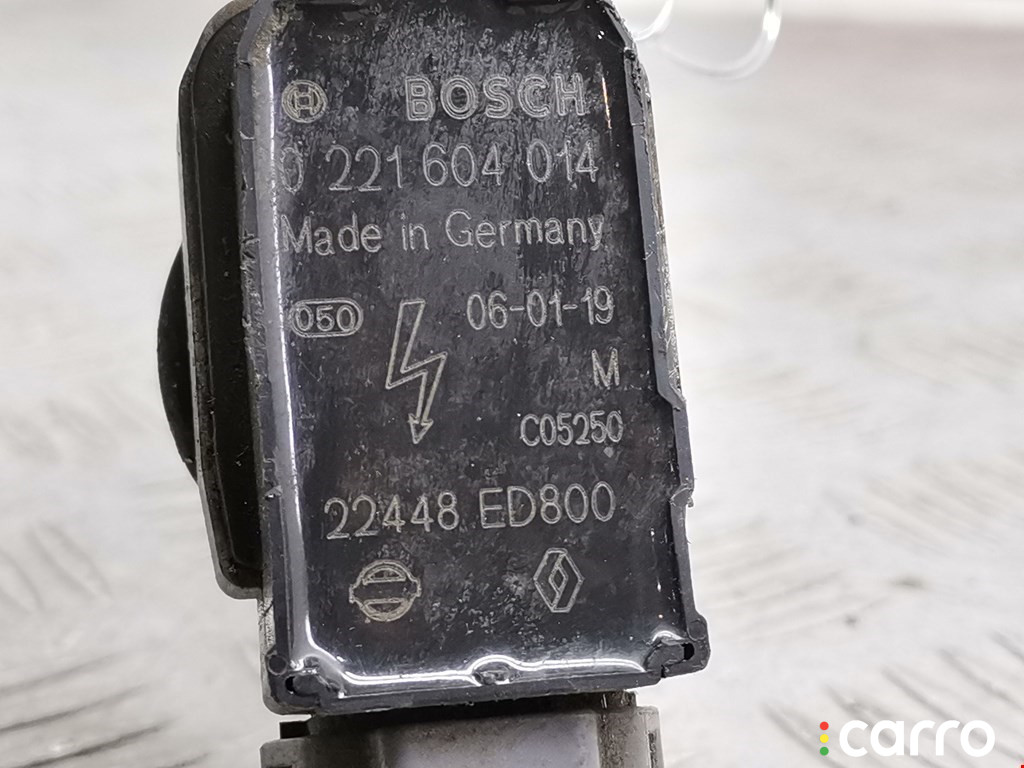 BOSCH
0 221 604 014
Made in Germany
050 06-01-19
M
C05250
22448 ED800
carro